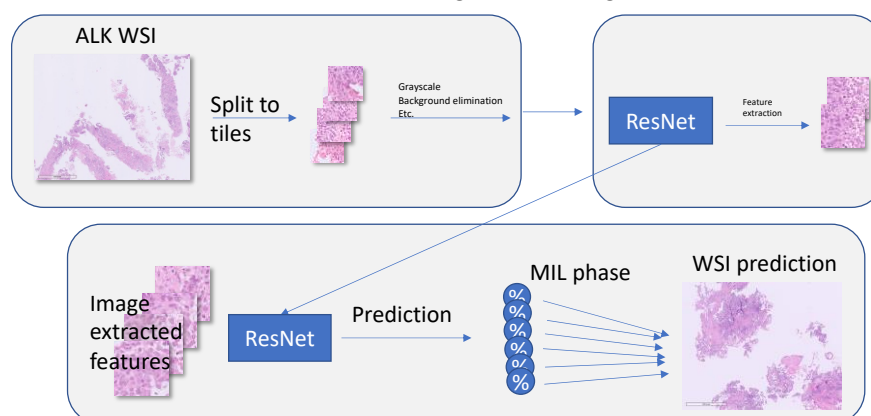 ALK WSI
Split to
tiles
Grayscale
Background elimination
Etc.
ResNet
Feature
extraction
Image
extracted
features
ResNet
Prediction
MIL phase
%
%
%
%
%
%
WSI prediction